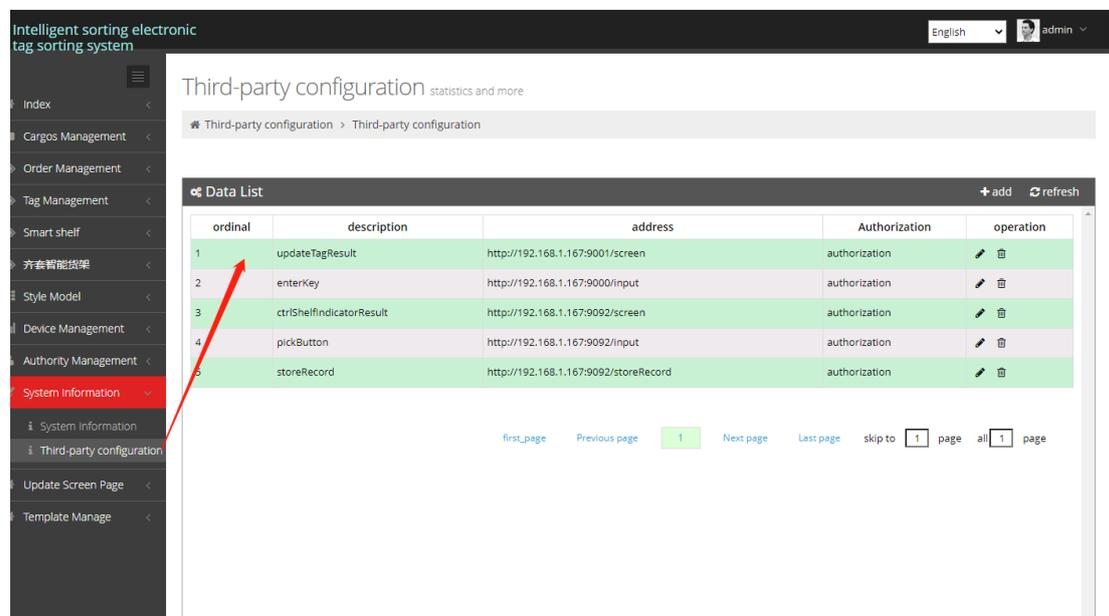 Intelligent sorting electronic
tag sorting system
English
admin
Index
Cargos Management
Order Management
Tag Management
Smart shelf
齐套智能货架
Style Model
Device Management
Authority Management
System Information
System Information
Third-party configuration
Update Screen Page
Template Manage
Third-party configuration statistics and more
Third-party configuration > Third-party configuration
Data List
add refresh
ordinal description address Authorization operation
1 updateTagResult http://192.168.1.167:9001/screen authorization
2 enterKey http://192.168.1.167:9000/input authorization
3 ctrlShelfIndicatorResult http://192.168.1.167:9092/screen authorization
4 pickButton http://192.168.1.167:9092/input authorization
5 storeRecord http://192.168.1.167:9092/storeRecord authorization
first_page Previous page 1 Next page Last page skip to 1 page all 1 page